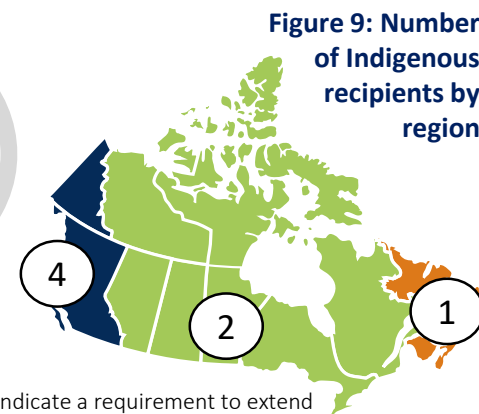 Figure 9: Number
of Indigenous
recipients by
region
4
2
1
ndicate a requirement to extend